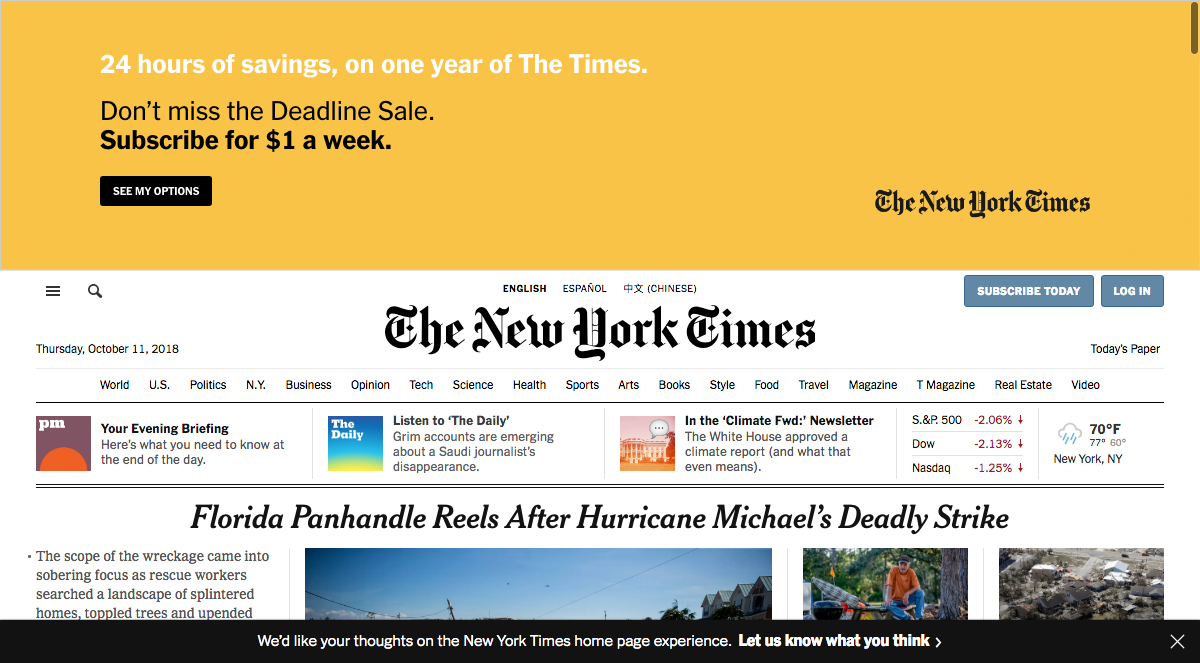 24 hours of savings, on one year of The Times.
Don't miss the Deadline Sale.
Subscribe for $1 a week.
SEE MY OPTIONS
The New York Times
ENGLISH ESPAÑOL 中文 (CHINESE)
SUBSCRIBE TODAY LOG IN
The New York Times
Thursday, October 11, 2018
Today's Paper
World U.S. Politics N.Y. Business Opinion Tech Science Health Sports Arts Books Style Food Travel Magazine T Magazine Real Estate Video
pm
Your Evening Briefing
Here's what you need to know at
the end of the day.
The
Daily
Listen to 'The Daily'
Grim accounts are emerging
about a Saudi journalist's
disappearance.
In the 'Climate Fwd:' Newsletter
The White House approved a
climate report (and what that
even means).
S.&P. 500 -2.06% ↓
Dow -2.13% ↓
Nasdaq -1.25% ↓
70°F
77° 60°
New York, NY
Florida Panhandle Reels After Hurricane Michael's Deadly Strike
• The scope of the wreckage came into
sobering focus as rescue workers
searched a landscape of splintered
homes, toppled trees and upended
We'd like your thoughts on the New York Times home page experience. Let us know what you think ›